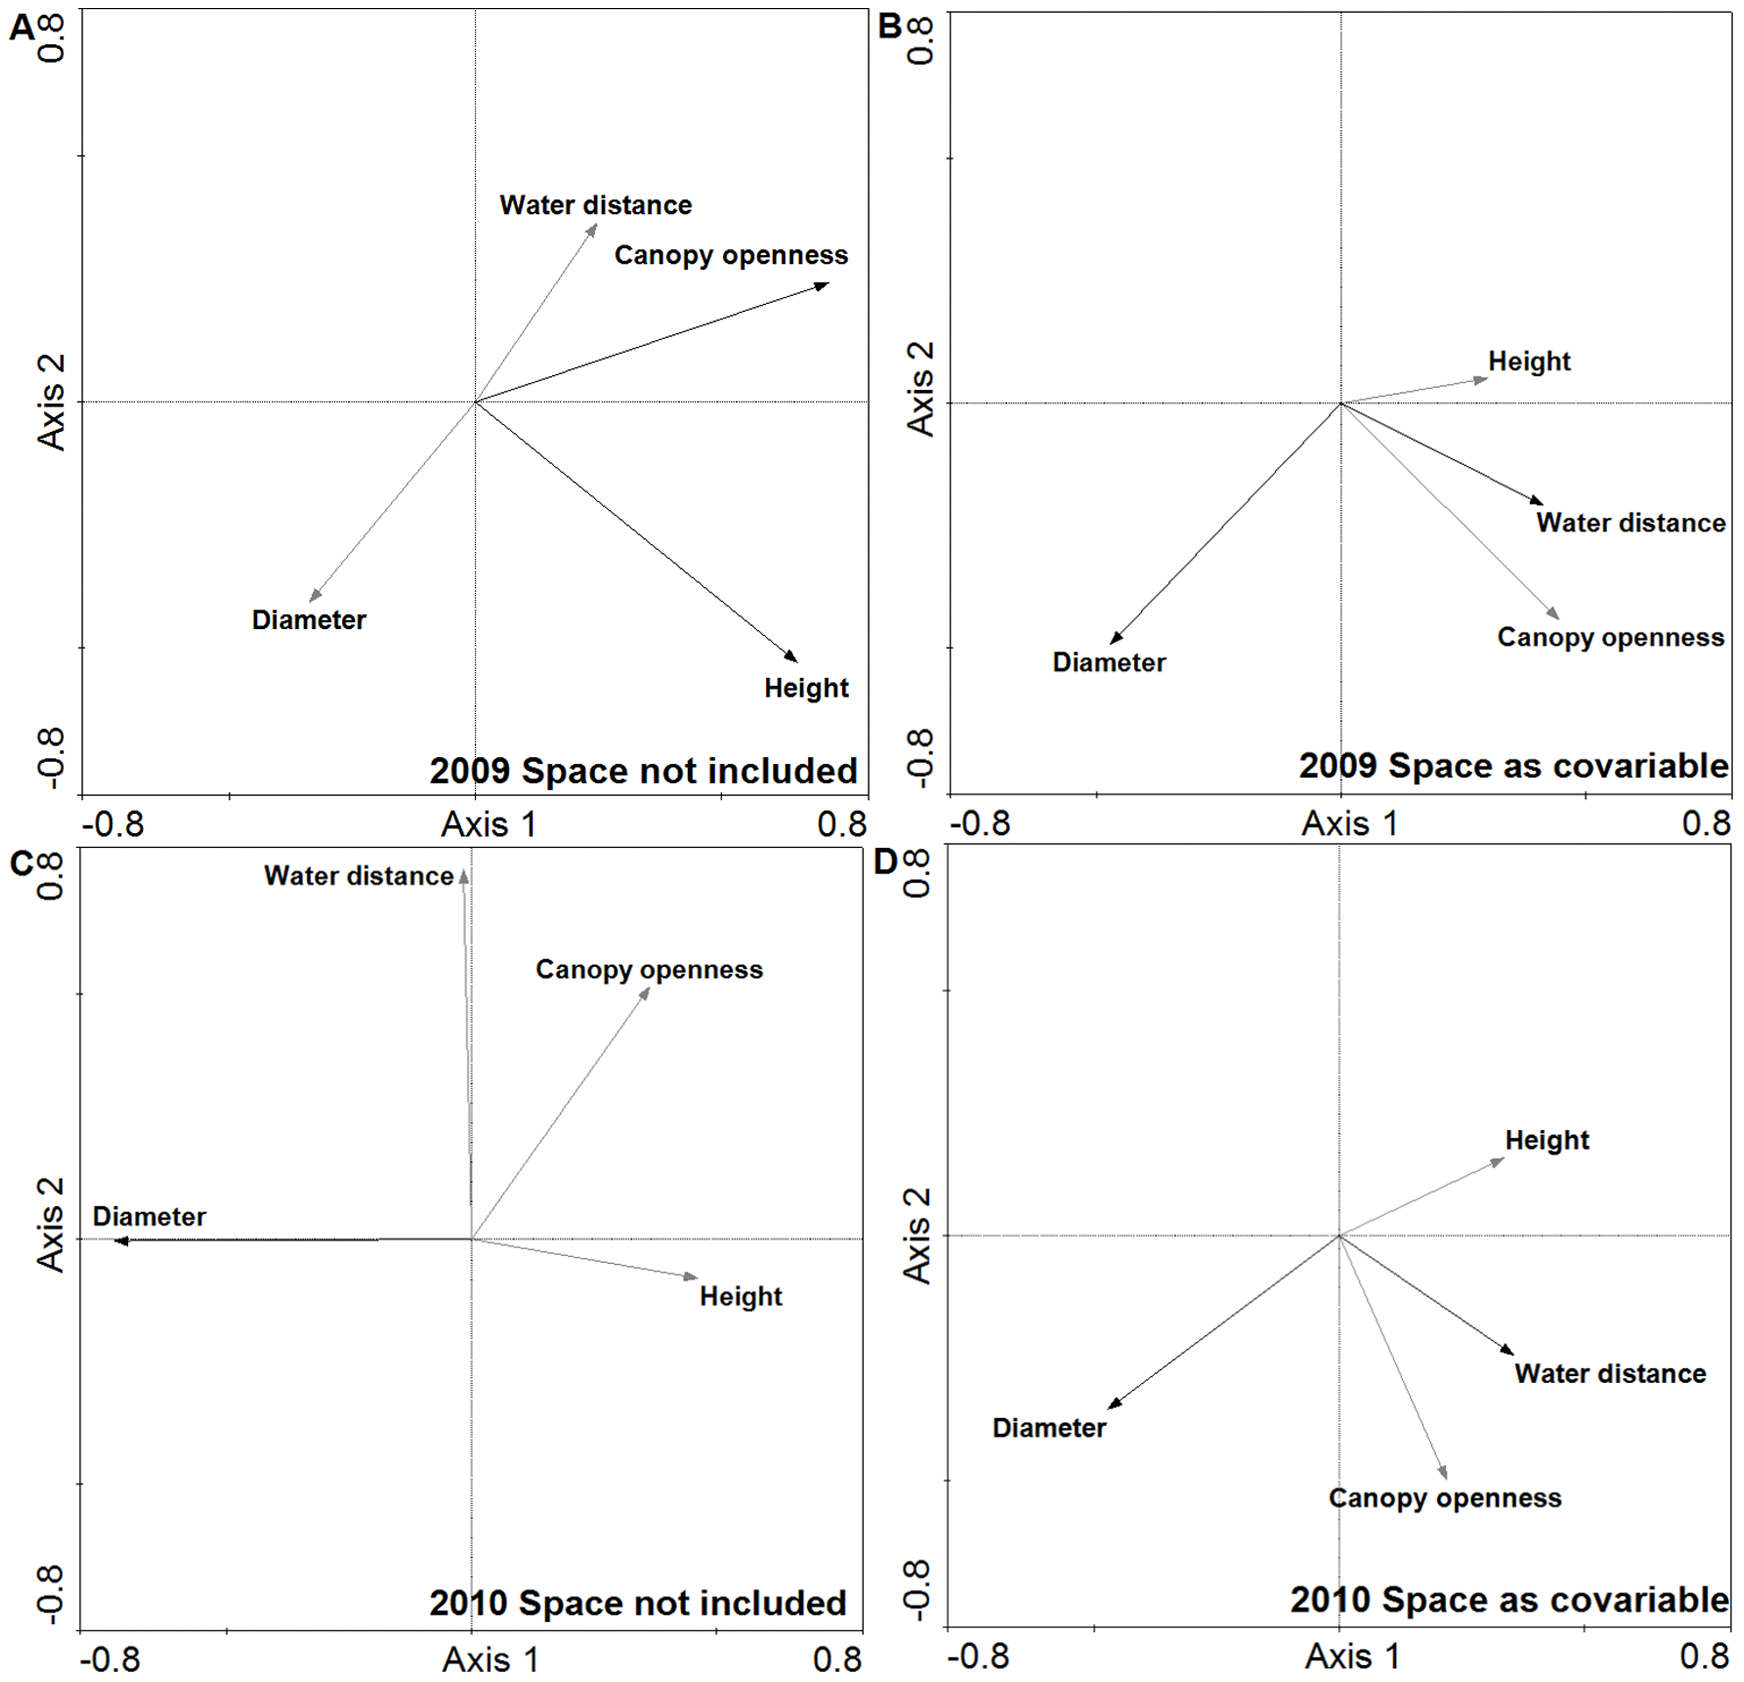 A
0.8
Water distance
Canopy openness
Axis 2
Diameter
Height
-0.8
2009 Space not included
-0.8
Axis 1
0.8
B
0.8
Height
Axis 2
Water distance
Canopy openness
Diameter
-0.8
2009 Space as covariable
-0.8
Axis 1
0.8
C
0.8
Water distance
Canopy openness
Axis 2
Diameter
Height
-0.8
2010 Space not included
-0.8
Axis 1
0.8
D
0.8
Height
Axis 2
Water distance
Diameter
Canopy openness
-0.8
2010 Space as covariable
-0.8
Axis 1
0.8